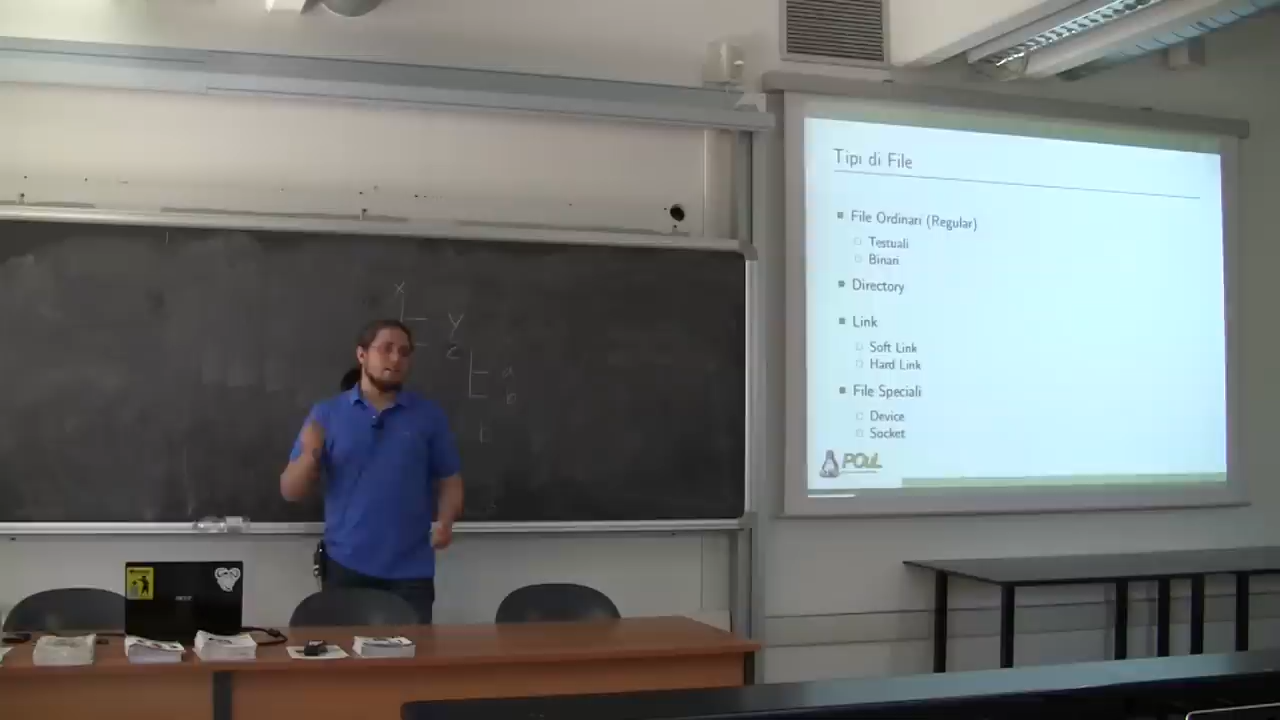 Tipi di File
File Ordinari (Regular)
Testuali
Binari
Directory
Link
Soft Link
Hard Link
File Speciali
Device
Socket
POuL
x
y
z
a
b
acer